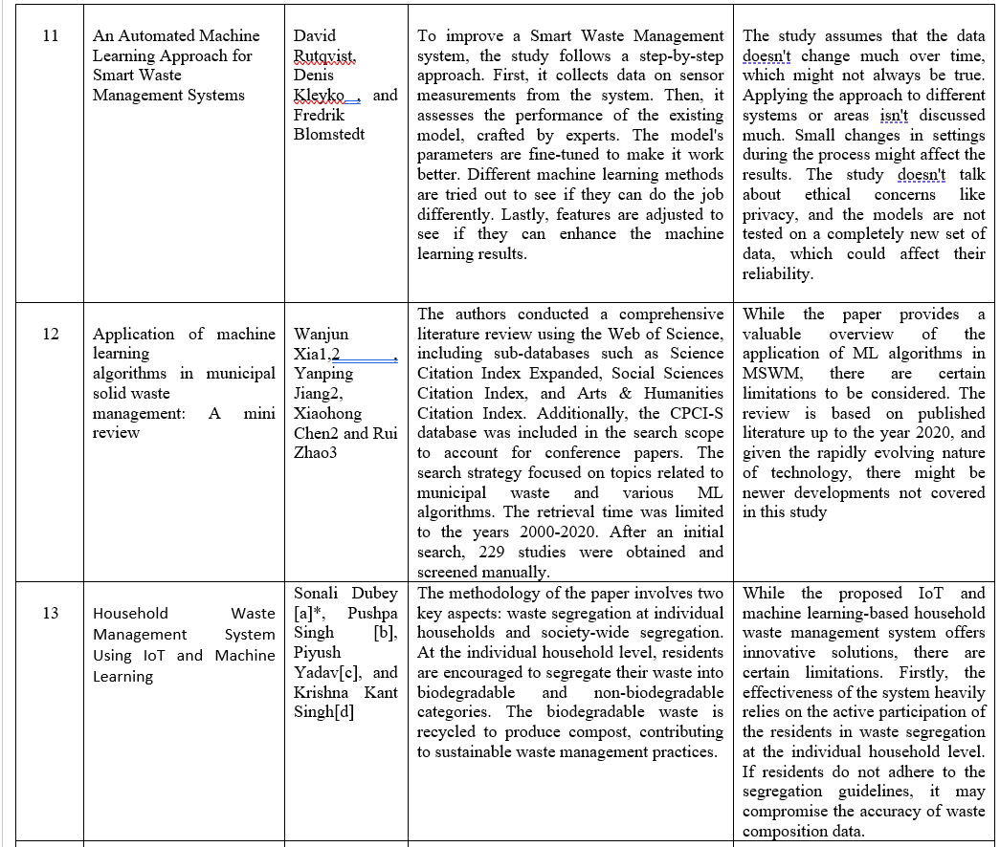 11
An Automated Machine
Learning Approach for
Smart Waste
Management Systems
David
Rutqvist,
Denis
Kleyko , and
Fredrik
Blomstedt
To improve a Smart Waste Management
system, the study follows a step-by-step
approach. First, it collects data on sensor
measurements from the system. Then, it
assesses the performance of the existing
model, crafted by experts. The model's
parameters are fine-tuned to make it work
better. Different machine learning methods
are tried out to see if they can do the job
differently. Lastly, features are adjusted to
see if they can enhance the machine
learning results.
The study assumes that the data
doesn't change much over time,
which might not always be true.
Applying the approach to different
systems or areas isn't discussed
much. Small changes in settings
during the process might affect the
results. The study doesn't talk
about ethical concerns like
privacy, and the models are not
tested on a completely new set of
data, which could affect their
reliability.
12
Application of machine
learning
algorithms in municipal
solid waste
management: A mini
review
Wanjun
Xia1,2 ,
Yanping
Jiang2,
Xiaohong
Chen2 and Rui
Zhao3
The authors conducted a comprehensive
literature review using the Web of Science,
including sub-databases such as Science
Citation Index Expanded, Social Sciences
Citation Index, and Arts & Humanities
Citation Index. Additionally, the CPCI-S
database was included in the search scope
to account for conference papers. The
search strategy focused on topics related to
municipal waste and various ML
algorithms. The retrieval time was limited
to the years 2000-2020. After an initial
search, 229 studies were obtained and
screened manually.
While the paper provides a
valuable overview of the
application of ML algorithms in
MSWM, there are certain
limitations to be considered. The
review is based on published
literature up to the year 2020, and
given the rapidly evolving nature
of technology, there might be
newer developments not covered
in this study
13
Household Waste
Management System
Using IoT and Machine
Learning
Sonali Dubey
[a]*, Pushpa
Singh [b],
Piyush
Yadav[c], and
Krishna Kant
Singh[d]
The methodology of the paper involves two
key aspects: waste segregation at individual
households and society-wide segregation.
At the individual household level, residents
are encouraged to segregate their waste into
biodegradable and non-biodegradable
categories. The biodegradable waste is
recycled to produce compost, contributing
to sustainable waste management practices.
While the proposed IoT and
machine learning-based household
waste management system offers
innovative solutions, there are
certain limitations. Firstly, the
effectiveness of the system heavily
relies on the active participation of
the residents in waste segregation
at the individual household level.
If residents do not adhere to the
segregation guidelines, it may
compromise the accuracy of waste
composition data.